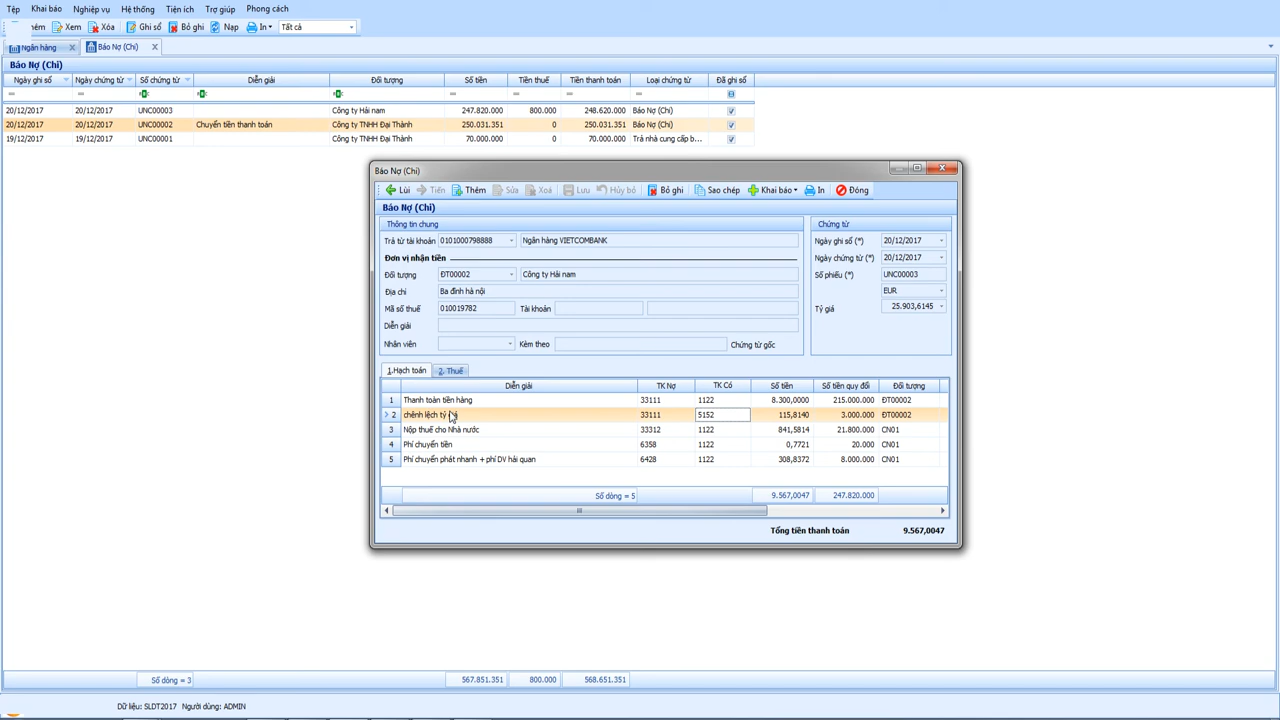 Tệp Khai báo Nghiệp vụ Hệ thống Tiện ích Trợ giúp Phong cách
Xem Xóa Ghi sổ Bỏ ghi Nạp In Tất cả
Ngân hàng Báo Nợ (Chi)
Báo Nợ (Chi)
Ngày ghi sổ Ngày chứng từ Số chứng từ Diễn giải Đối tượng Số tiền Tiền thuế Tiền thanh toán Loại chứng từ Đã ghi sổ
20/12/2017 20/12/2017 UNC00003 Công ty Hải nam 247.820.000 800.000 248.620.000 Báo Nợ (Chi)
20/12/2017 20/12/2017 UNC00002 Chuyển tiền thanh toán Công ty TNHH Đại Thành 250.031.351 0 250.031.351 Báo Nợ (Chi)
19/12/2017 19/12/2017 UNC00001 Công ty TNHH Đại Thành 70.000.000 0 70.000.000 Trả nhà cung cấp b...
Báo Nợ (Chi)
Lùi Tiến Thêm Sửa Xoá Lưu Huỷ bỏ Bỏ ghi Sao chép Khai báo In Đóng
Báo Nợ (Chi)
Thông tin chung Chứng từ
Trả từ tài khoản 0101000798888 Ngân hàng VIETCOMBANK Ngày ghi sổ (*) 20/12/2017
Đơn vị nhận tiền Ngày chứng từ (*) 20/12/2017
Đối tượng ĐT00002 Công ty Hải nam Số phiếu (*) UNC00003
Địa chỉ Ba đình hà nội EUR
Mã số thuế 010019782 Tài khoản Tỷ giá 25.903,6145
Diễn giải
Nhân viên Kèm theo Chứng từ gốc
1.Hạch toán 2. Thuế
Diễn giải TK Nợ TK Có Số tiền Số tiền quy đổi Đối tượng
1 Thanh toàn tiền hàng 33111 1122 8.300,0000 215.000.000 ĐT00002
2 chênh lệch tỷ 33111 5152 115,8140 3.000.000 ĐT00002
3 Nộp thuế cho Nhà nước 33312 1122 841,5814 21.800.000 CN01
4 Phí chuyển tiền 6358 1122 0,7721 20.000 CN01
5 Phí chuyển phát nhanh + phí DV hải quan 6428 1122 308,8372 8.000.000 CN01
Số dòng = 5 9.567,0047 247.820.000
Tổng tiền thanh toán 9.567,0047
Số dòng = 3 567.851.351 800.000 568.651.351
Dữ liệu: SLDT2017 Người dùng: ADMIN